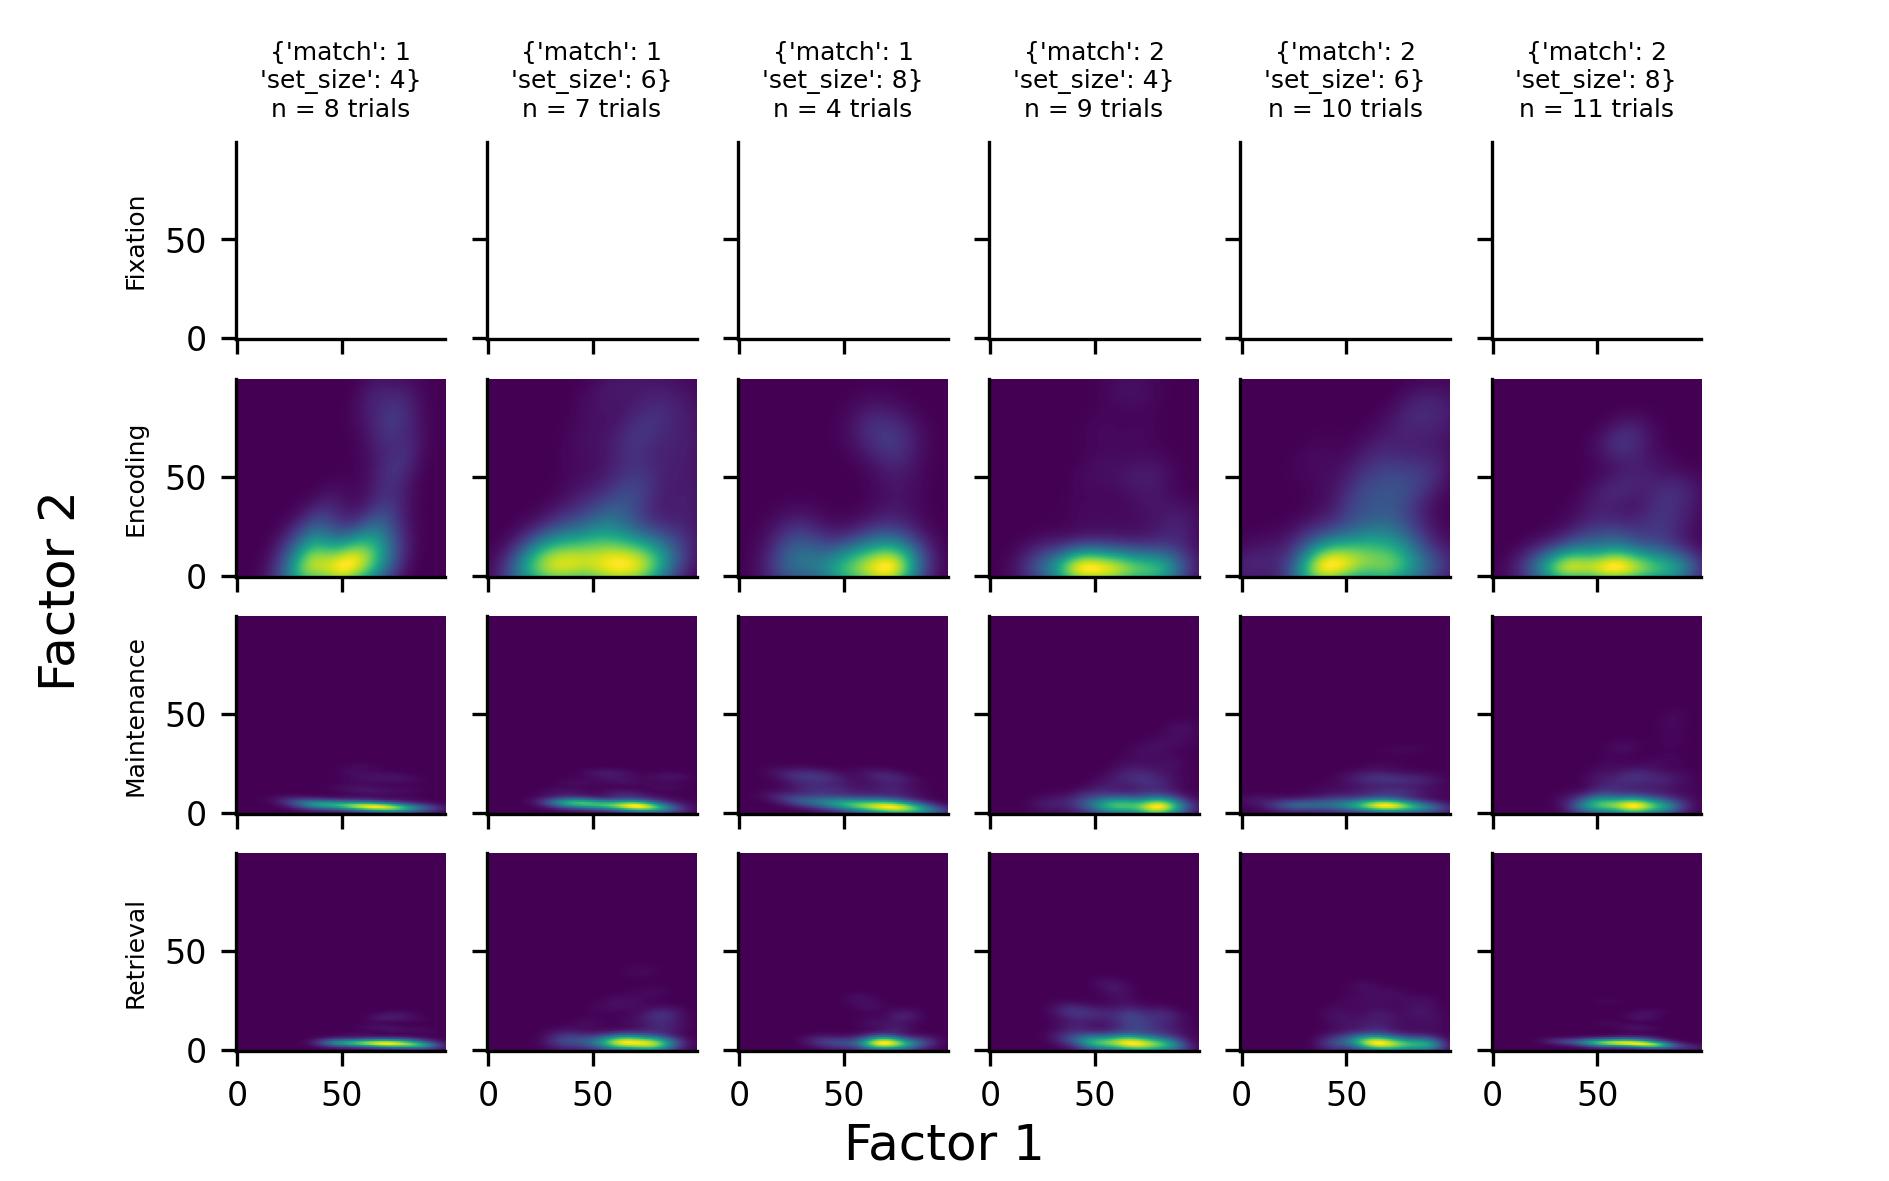 {'match': 1
'set_size': 4}
n = 8 trials
{'match': 1
'set_size': 6}
n = 7 trials
{'match': 1
'set_size': 8}
n = 4 trials
{'match': 2
'set_size': 4}
n = 9 trials
{'match': 2
'set_size': 6}
n = 10 trials
{'match': 2
'set_size': 8}
n = 11 trials
Factor 2
Fixation
50
0
Encoding
50
0
Maintenance
50
0
Retrieval
50
0
0 50 0 50 0 50 0 50 0 50 0 50
Factor 1